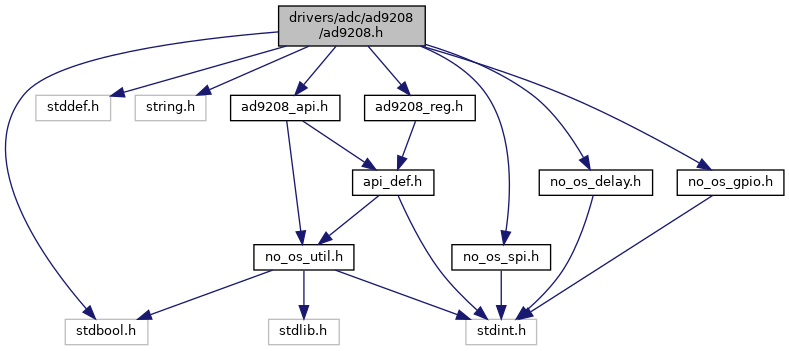 drivers/adc/ad9208
/ad9208.h
stddef.h
string.h
ad9208_api.h
ad9208_reg.h
api_def.h
no_os_delay.h
no_os_gpio.h
no_os_util.h
no_os_spi.h
stdbool.h
stdlib.h
stdint.h